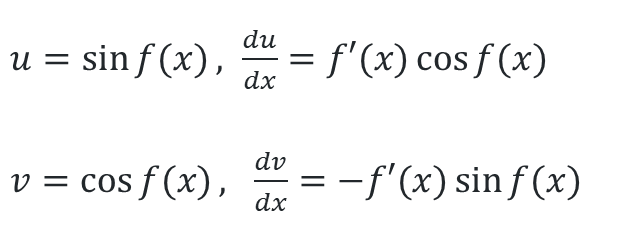 u = sin f(x), du/dx = f′(x) cos f(x)
v = cos f(x), dv/dx = −f′(x) sin f(x)